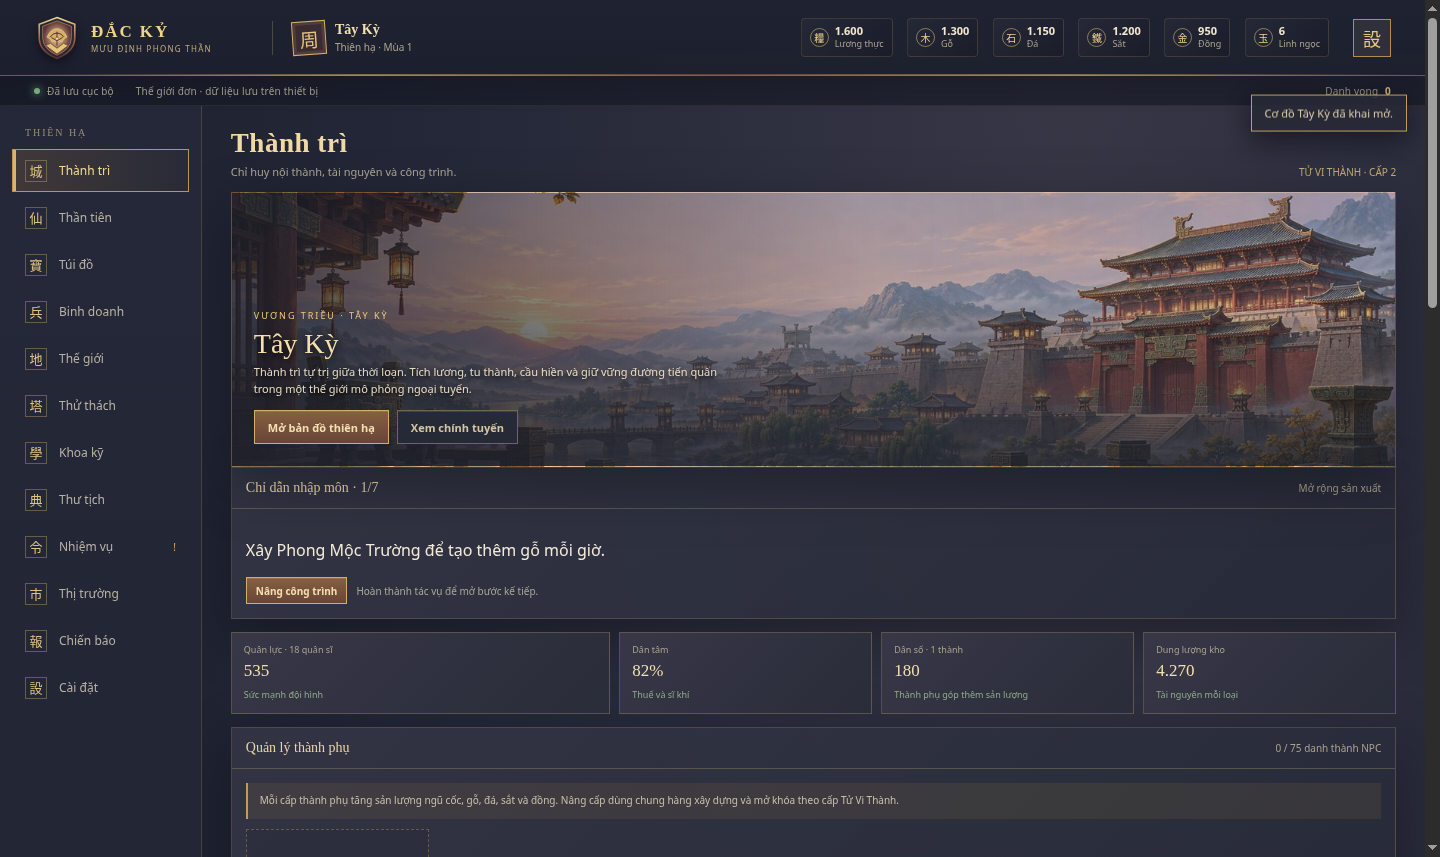 ĐẮC KỶ
MƯU ĐỊNH PHONG THẦN
周
Tây Kỳ
Thiên hạ · Mùa 1
糧
1.600
Lương thực
木
1.300
Gỗ
石
1.150
Đá
鐵
1.200
Sắt
金
950
Đồng
玉
6
Linh ngọc
設
Đã lưu cục bộ
Thế giới đơn · dữ liệu lưu trên thiết bị
Danh vọng 0
Cơ đồ Tây Kỳ đã khai mở.
THIÊN HẠ
城 Thành trì
仙 Thần tiên
寶 Túi đồ
兵 Binh doanh
地 Thế giới
塔 Thử thách
學 Khoa kỹ
典 Thư tịch
令 Nhiệm vụ !
市 Thị trường
報 Chiến báo
設 Cài đặt
Thành trì
Chỉ huy nội thành, tài nguyên và công trình.
TỬ VI THÀNH · CẤP 2
VƯƠNG TRIỀU · TÂY KỲ
Tây Kỳ
Thành trì tự trị giữa thời loạn. Tích lương, tu thành, cầu hiền và giữ vững đường tiến quân
trong một thế giới mô phỏng ngoại tuyến.
Mở bản đồ thiên hạ
Xem chính tuyến
Chỉ dẫn nhập môn · 1/7
Mở rộng sản xuất
Xây Phong Mộc Trường để tạo thêm gỗ mỗi giờ.
Nâng công trình
Hoàn thành tác vụ để mở bước kế tiếp.
Quân lực · 18 quân sĩ
535
Sức mạnh đội hình
Dân tâm
82%
Thuế và sĩ khí
Dân số · 1 thành
180
Thành phụ góp thêm sản lượng
Dung lượng kho
4.270
Tài nguyên mỗi loại
Quản lý thành phụ
0 / 75 danh thành NPC
Mỗi cấp thành phụ tăng sản lượng ngũ cốc, gỗ, đá, sắt và đồng. Nâng cấp dùng chung hàng xây dựng và mở khóa theo cấp Tử Vi Thành.